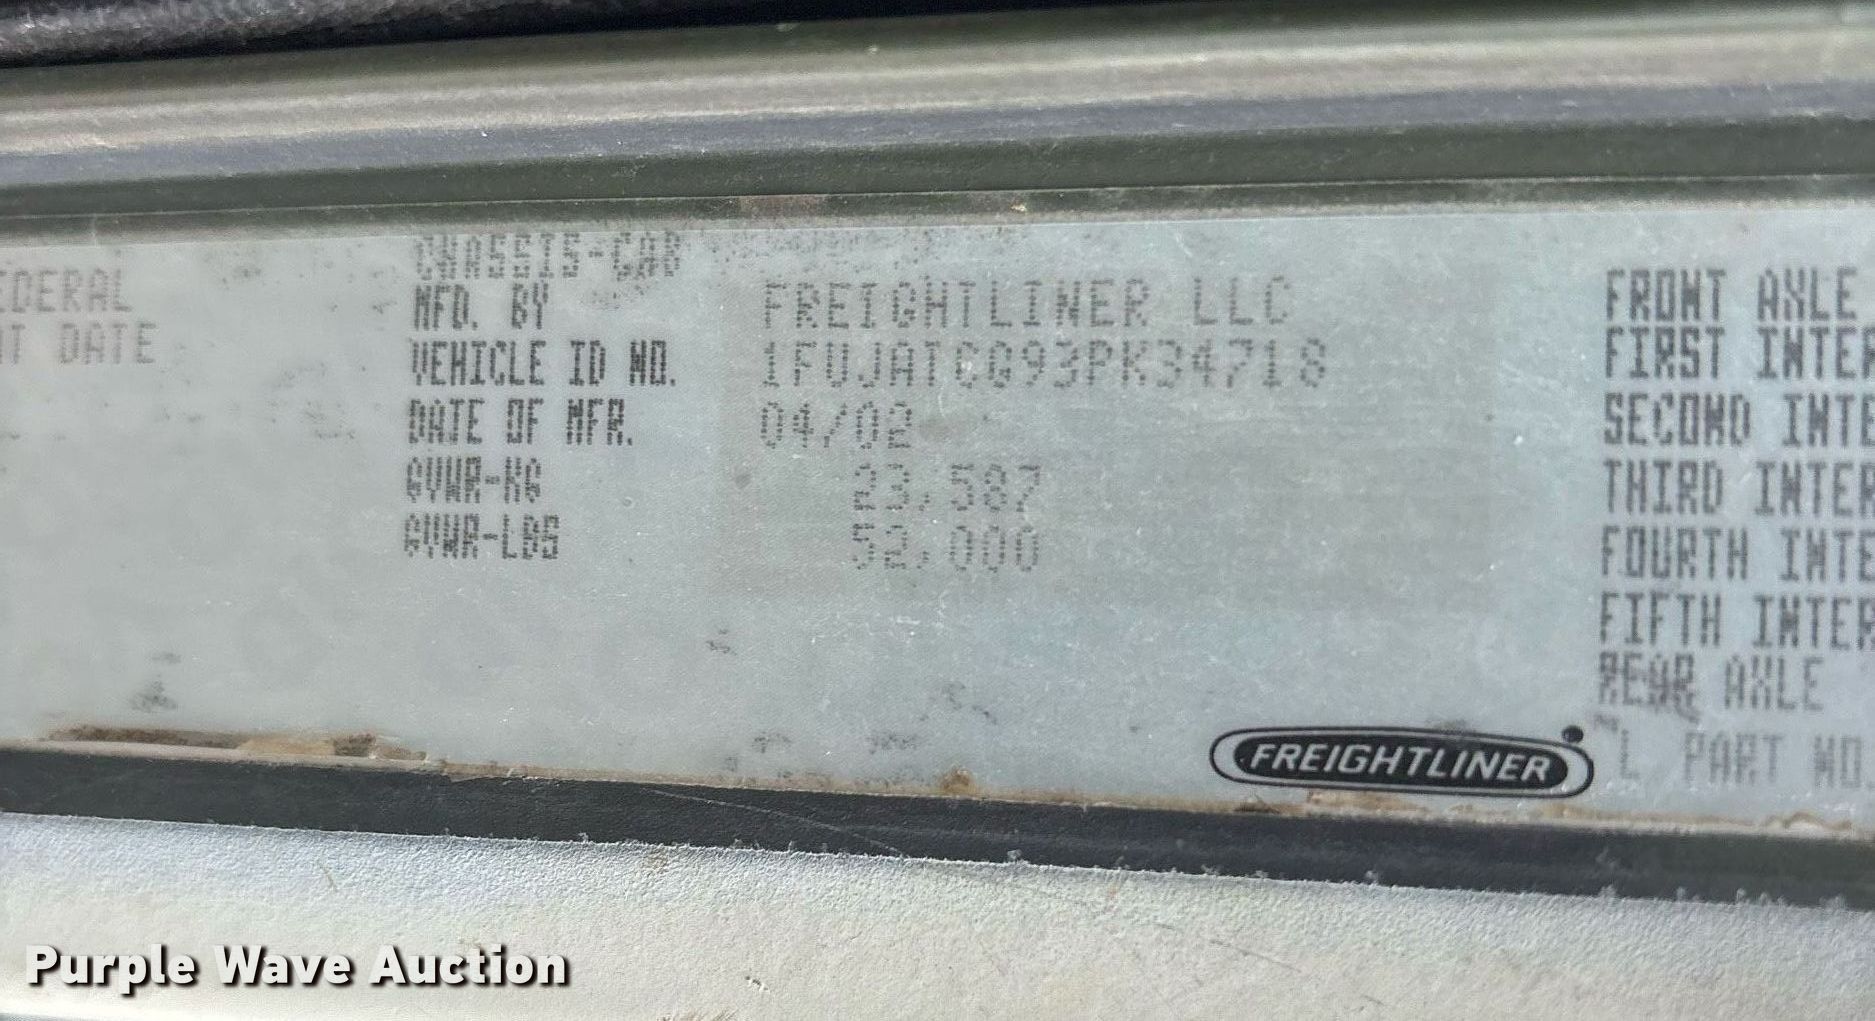 CHASSIS-CAB
EDERAL
NT DATE
MFD. BY FREIGHTLINER LLC
VEHICLE ID NO. 1FUJATCG93PK34718
DATE OF MFR. 04/02
GVWR-KG 23,587
GVWR-LBS 52,000
FRONT AXLE
FIRST INTER
SECOND INTE
THIRD INTER
FOURTH INTE
FIFTH INTER
REAR AXLE
L PART NO
FREIGHTLINER
Purple Wave Auction